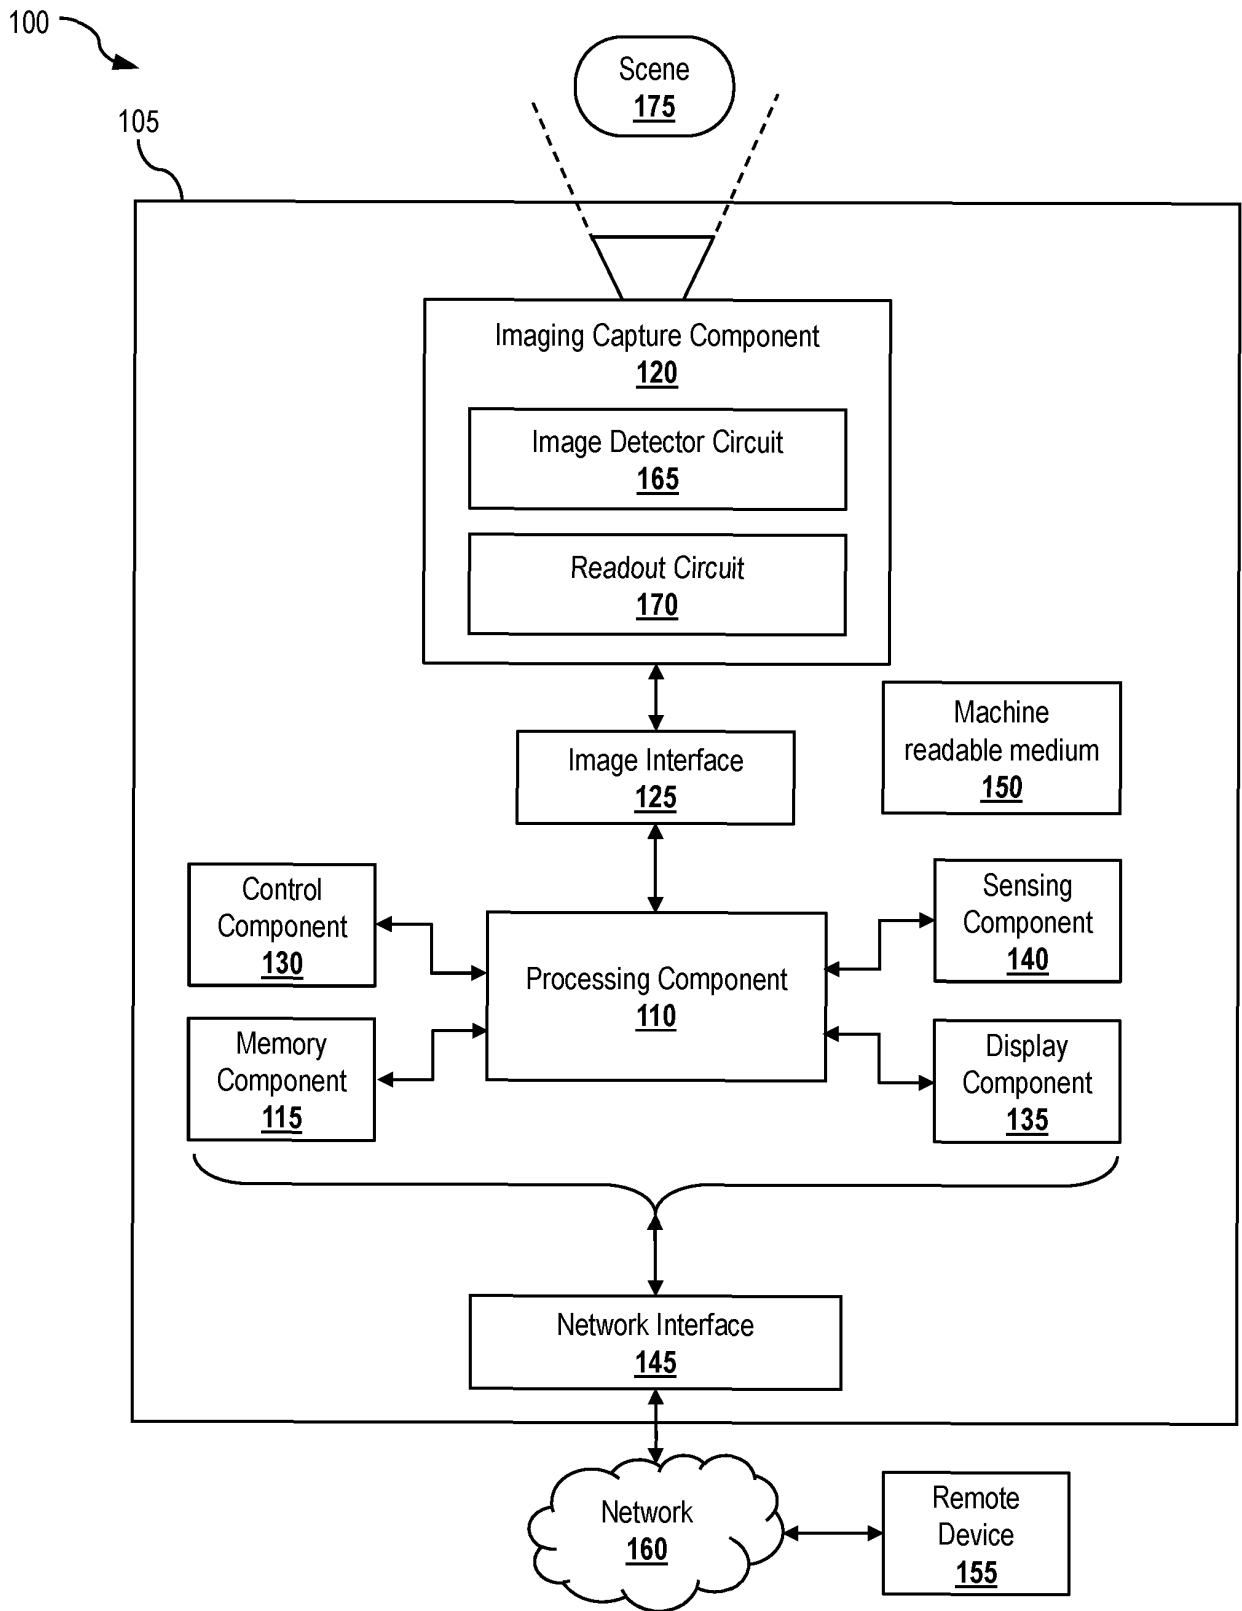 100
Scene
175
105
Imaging Capture Component
120
Image Detector Circuit
165
Readout Circuit
170
Machine
readable medium
150
Image Interface
125
Control
Component
130
Sensing
Component
140
Processing Component
110
Memory
Component
115
Display
Component
135
Network Interface
145
Network
160
Remote
Device
155